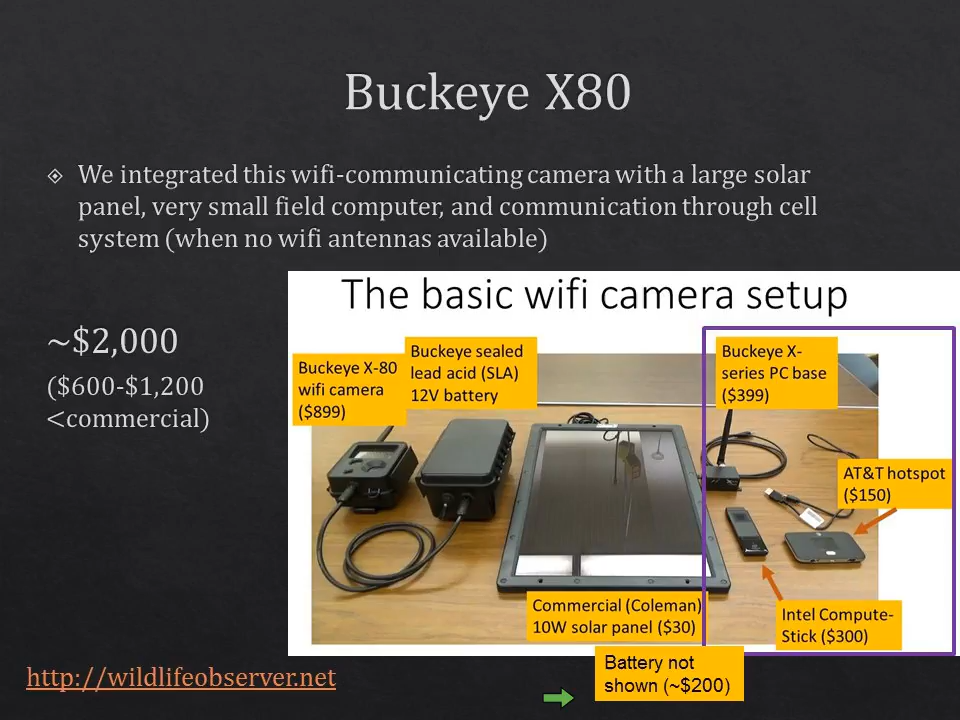 Buckeye X80
We integrated this wifi-communicating camera with a large solar
panel, very small field computer, and communication through cell
system (when no wifi antennas available)
~$2,000
($600-$1,200
<commercial)
The basic wifi camera setup
Buckeye X-80
wifi camera
($899)
Buckeye sealed
lead acid (SLA)
12V battery
Buckeye X-
series PC base
($399)
AT&T hotspot
($150)
Commercial (Coleman)
10W solar panel ($30)
Intel Compute-
Stick ($300)
Battery not
shown (~$200)
http://wildlifeobserver.net